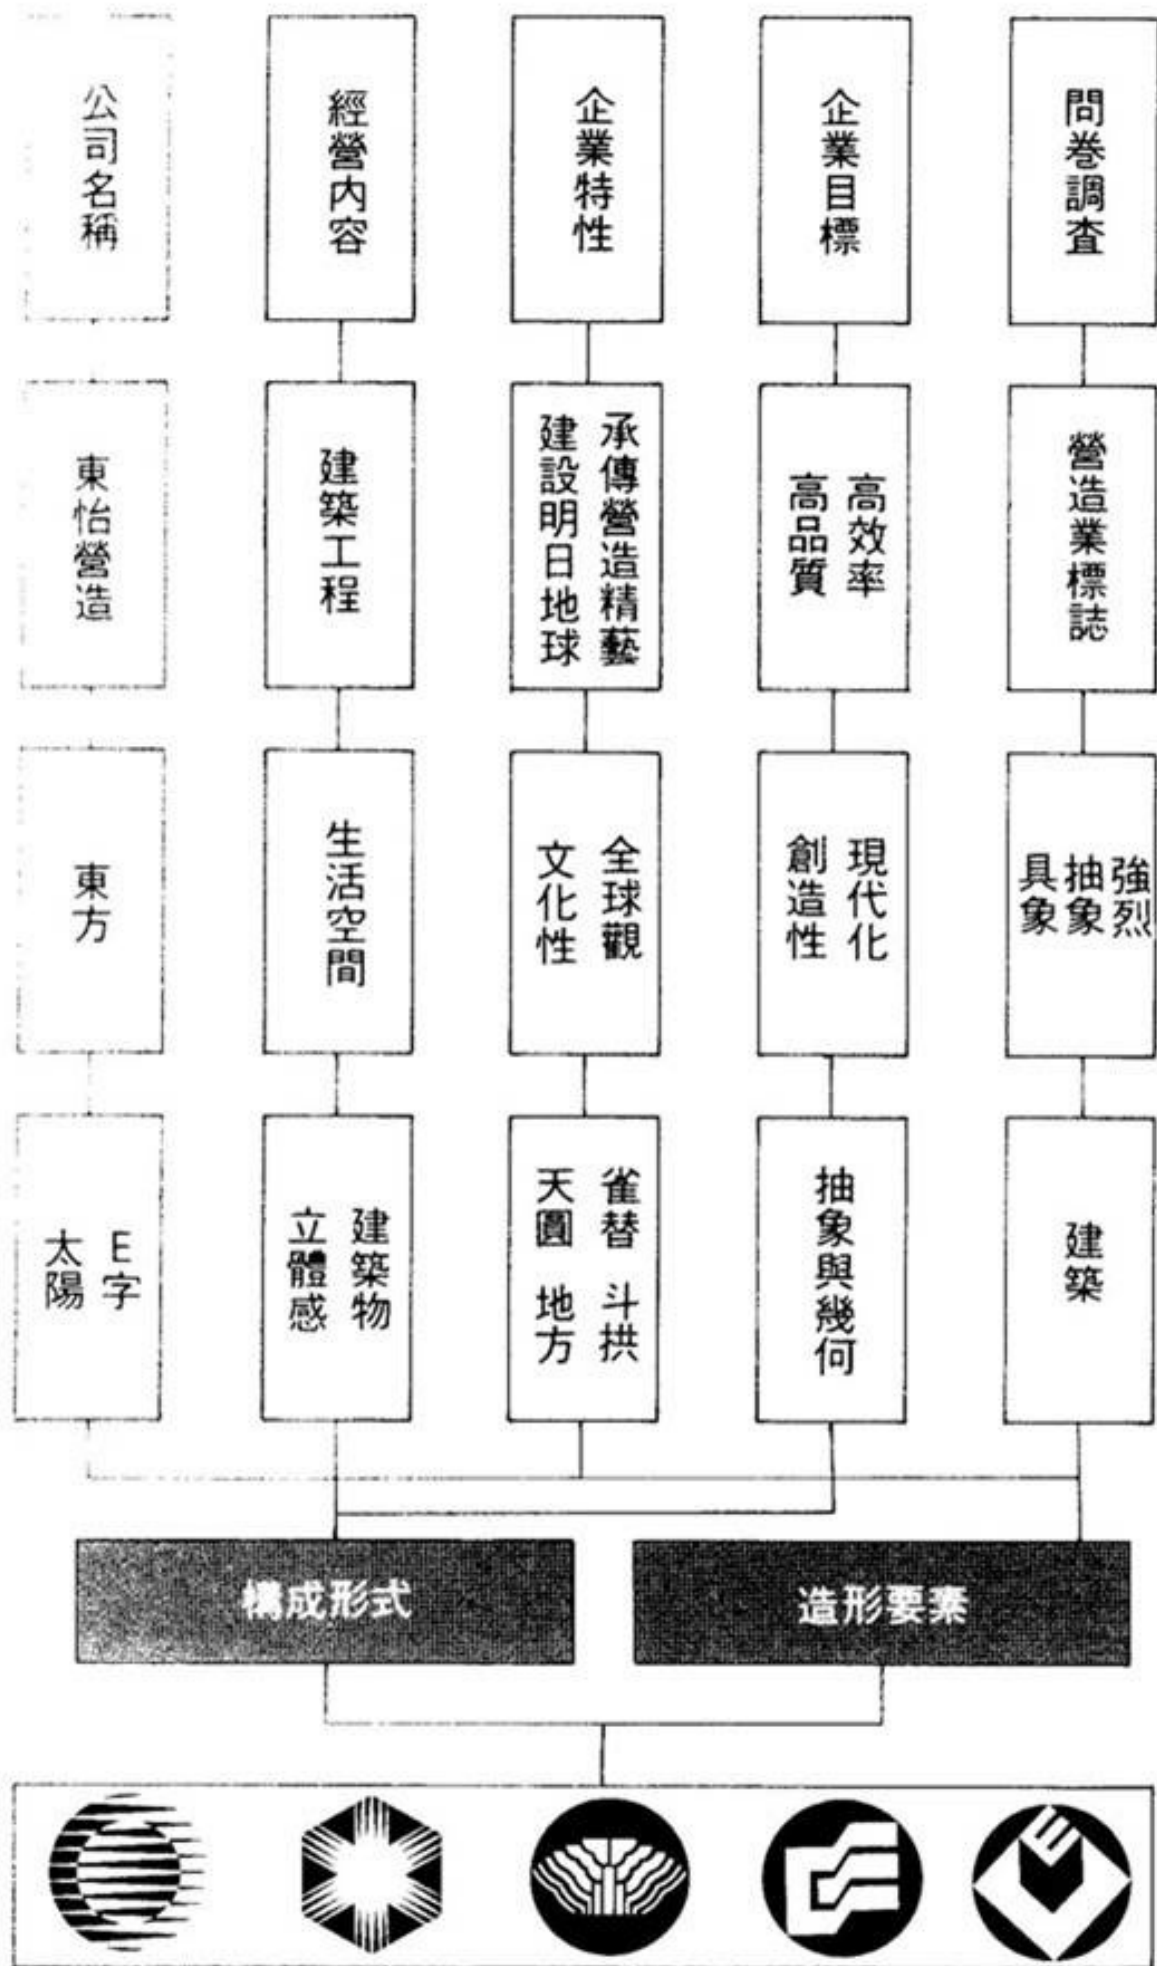 公司名稱
經營内容
企業特性
企業目標
問卷調查
東怡營造
建築工程
承傳營造精藝
建設明日地球
高效率
高品質
營造業標誌
東方
生活空間
全球觀
文化性
現代化
創造性
強烈
抽象
具象
E字
太陽
建築物
立體感
雀替 斗拱
天圓 地方
抽象與幾何
建築
構成形式
造形要素